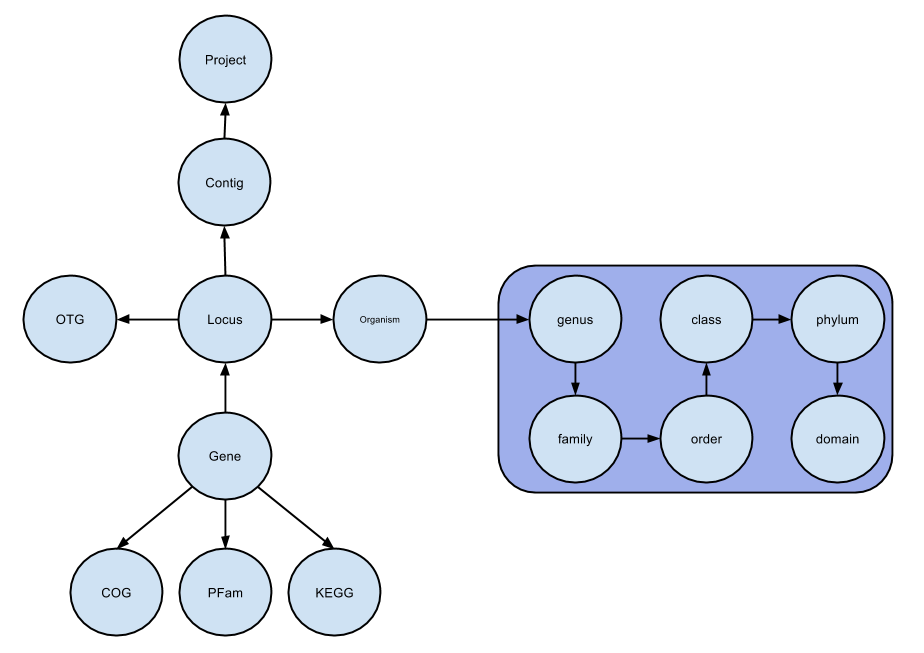 Project
Contig
OTG
Locus
Organism
genus
class
phylum
family
order
domain
Gene
COG
PFam
KEGG